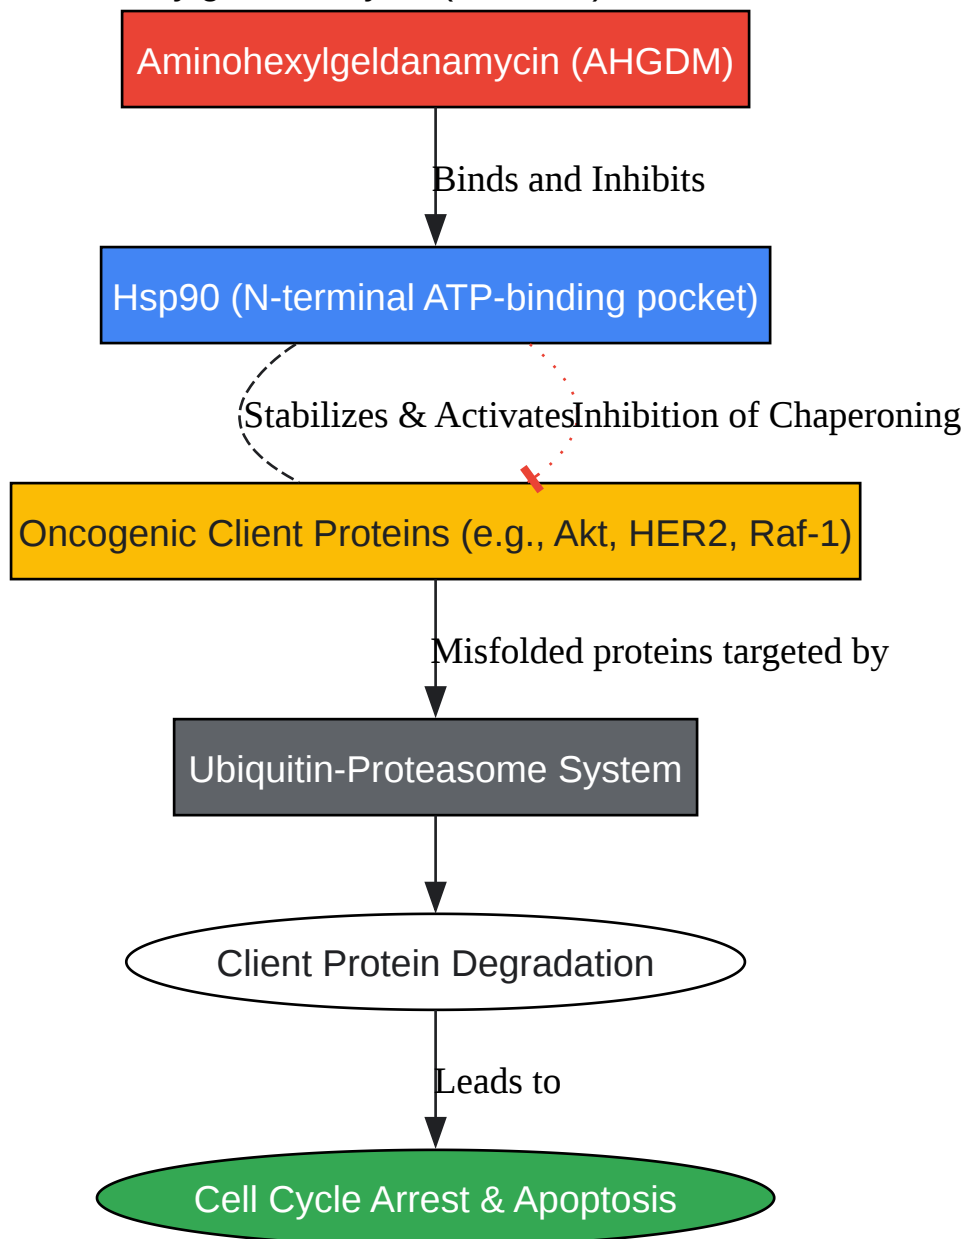 Aminohexylgeldanamycin (AHGDM)
Binds and Inhibits
Hsp90 (N-terminal ATP-binding pocket)
Stabilizes & Activates
Inhibition of Chaperoning
Oncogenic Client Proteins (e.g., Akt, HER2, Raf-1)
Misfolded proteins targeted by
Ubiquitin-Proteasome System
Client Protein Degradation
Leads to
Cell Cycle Arrest & Apoptosis